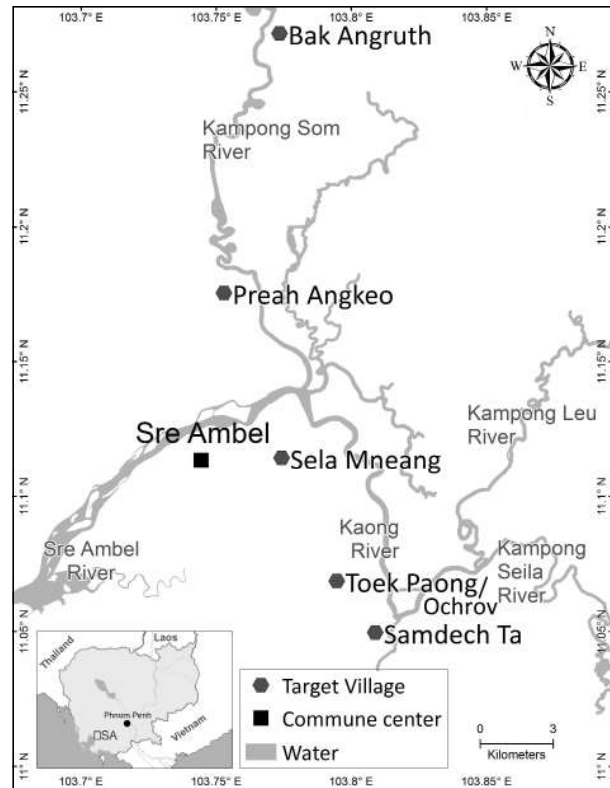 103.7°E 103.75°E 103.8°E 103.85°E
Bak Angruth
N
W E
S
11.25° N 11.25° N
Kampong Som
River
11.2° N 11.2° N
Preah Angkeo
11.15° N 11.15° N
Kampong Leu
River
Sre Ambel
Sela Mneang
11.1° N 11.1° N
Kaong
River
Kampong
Seila
River
Sre Ambel
River
Toek Paong/
Ochrov
11.05° N 11.05° N
Samdech Ta
Laos
Thailand
Phnom Penh
SA
Vietnam
Target Village
Commune center
Water
0 3
Kilometers
11° N 11° N
103.7°E 103.75°E 103.8°E 103.85°E